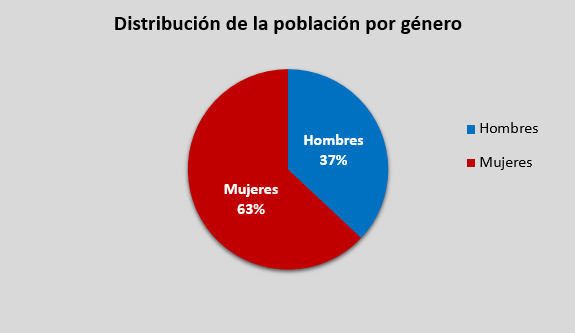 Distribución de la población por género
Hombres
37%
Mujeres
63%
Hombres
Mujeres